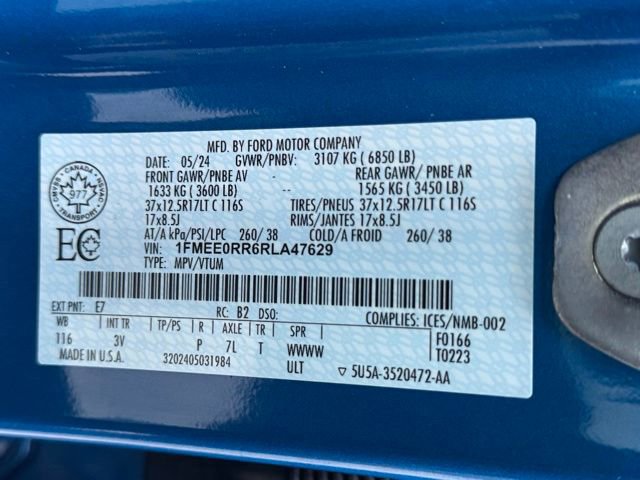 MFD. BY FORD MOTOR COMPANY
DATE: 05/24 GVWR/PNBV: 3107 KG ( 6850 LB)
FRONT GAWR/PNBE AV REAR GAWR/ PNBE AR
1633 KG ( 3600 LB) -- 1565 KG ( 3450 LB)
37x12.5R17LT C 116S TIRES/PNEUS 37x12.5R17LT C 116S
17x8.5J RIMS/JANTES 17x8.5J
AT/A kPa/PSI/LPC 260/ 38 COLD/A FROID 260/ 38
VIN: 1FMEE0RR6RLA47629
TYPE: MPV/VTUM
CANADA
977
TRANSPORT
EC
EXT PNT: E7 RC: B2 DSO: COMPLIES: ICES/NMB-002
WB INT TR TP/PS R AXLE TR SPR F0166
116 3V P 7L T WWWW T0223
MADE IN U.S.A. 3202405031984 ULT ▽ 5U5A-3520472-AA